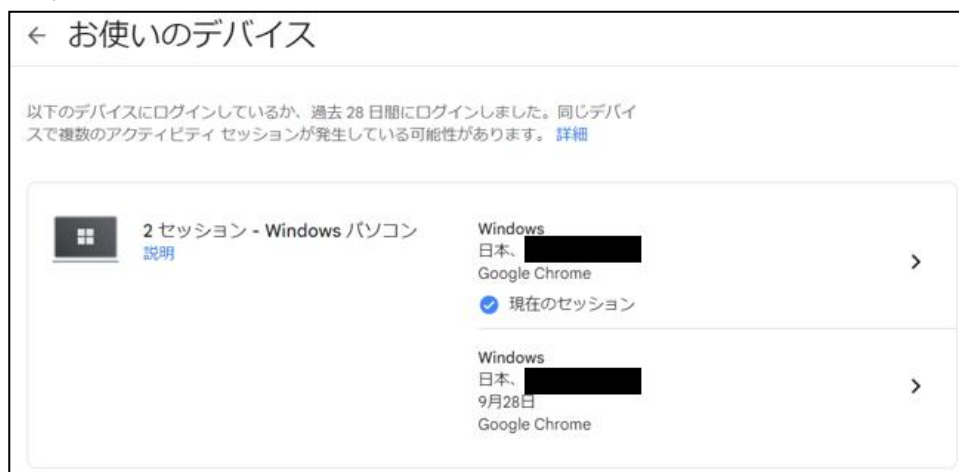 ← お使いのデバイス
以下のデバイスにログインしているか、過去 28 日間にログインしました。同じデバイ
スで複数のアクティビティ セッションが発生している可能性があります。 詳細
2 セッション - Windows パソコン
説明
Windows
日本、
Google Chrome
現在のセッション
Windows
日本、
9月28日
Google Chrome